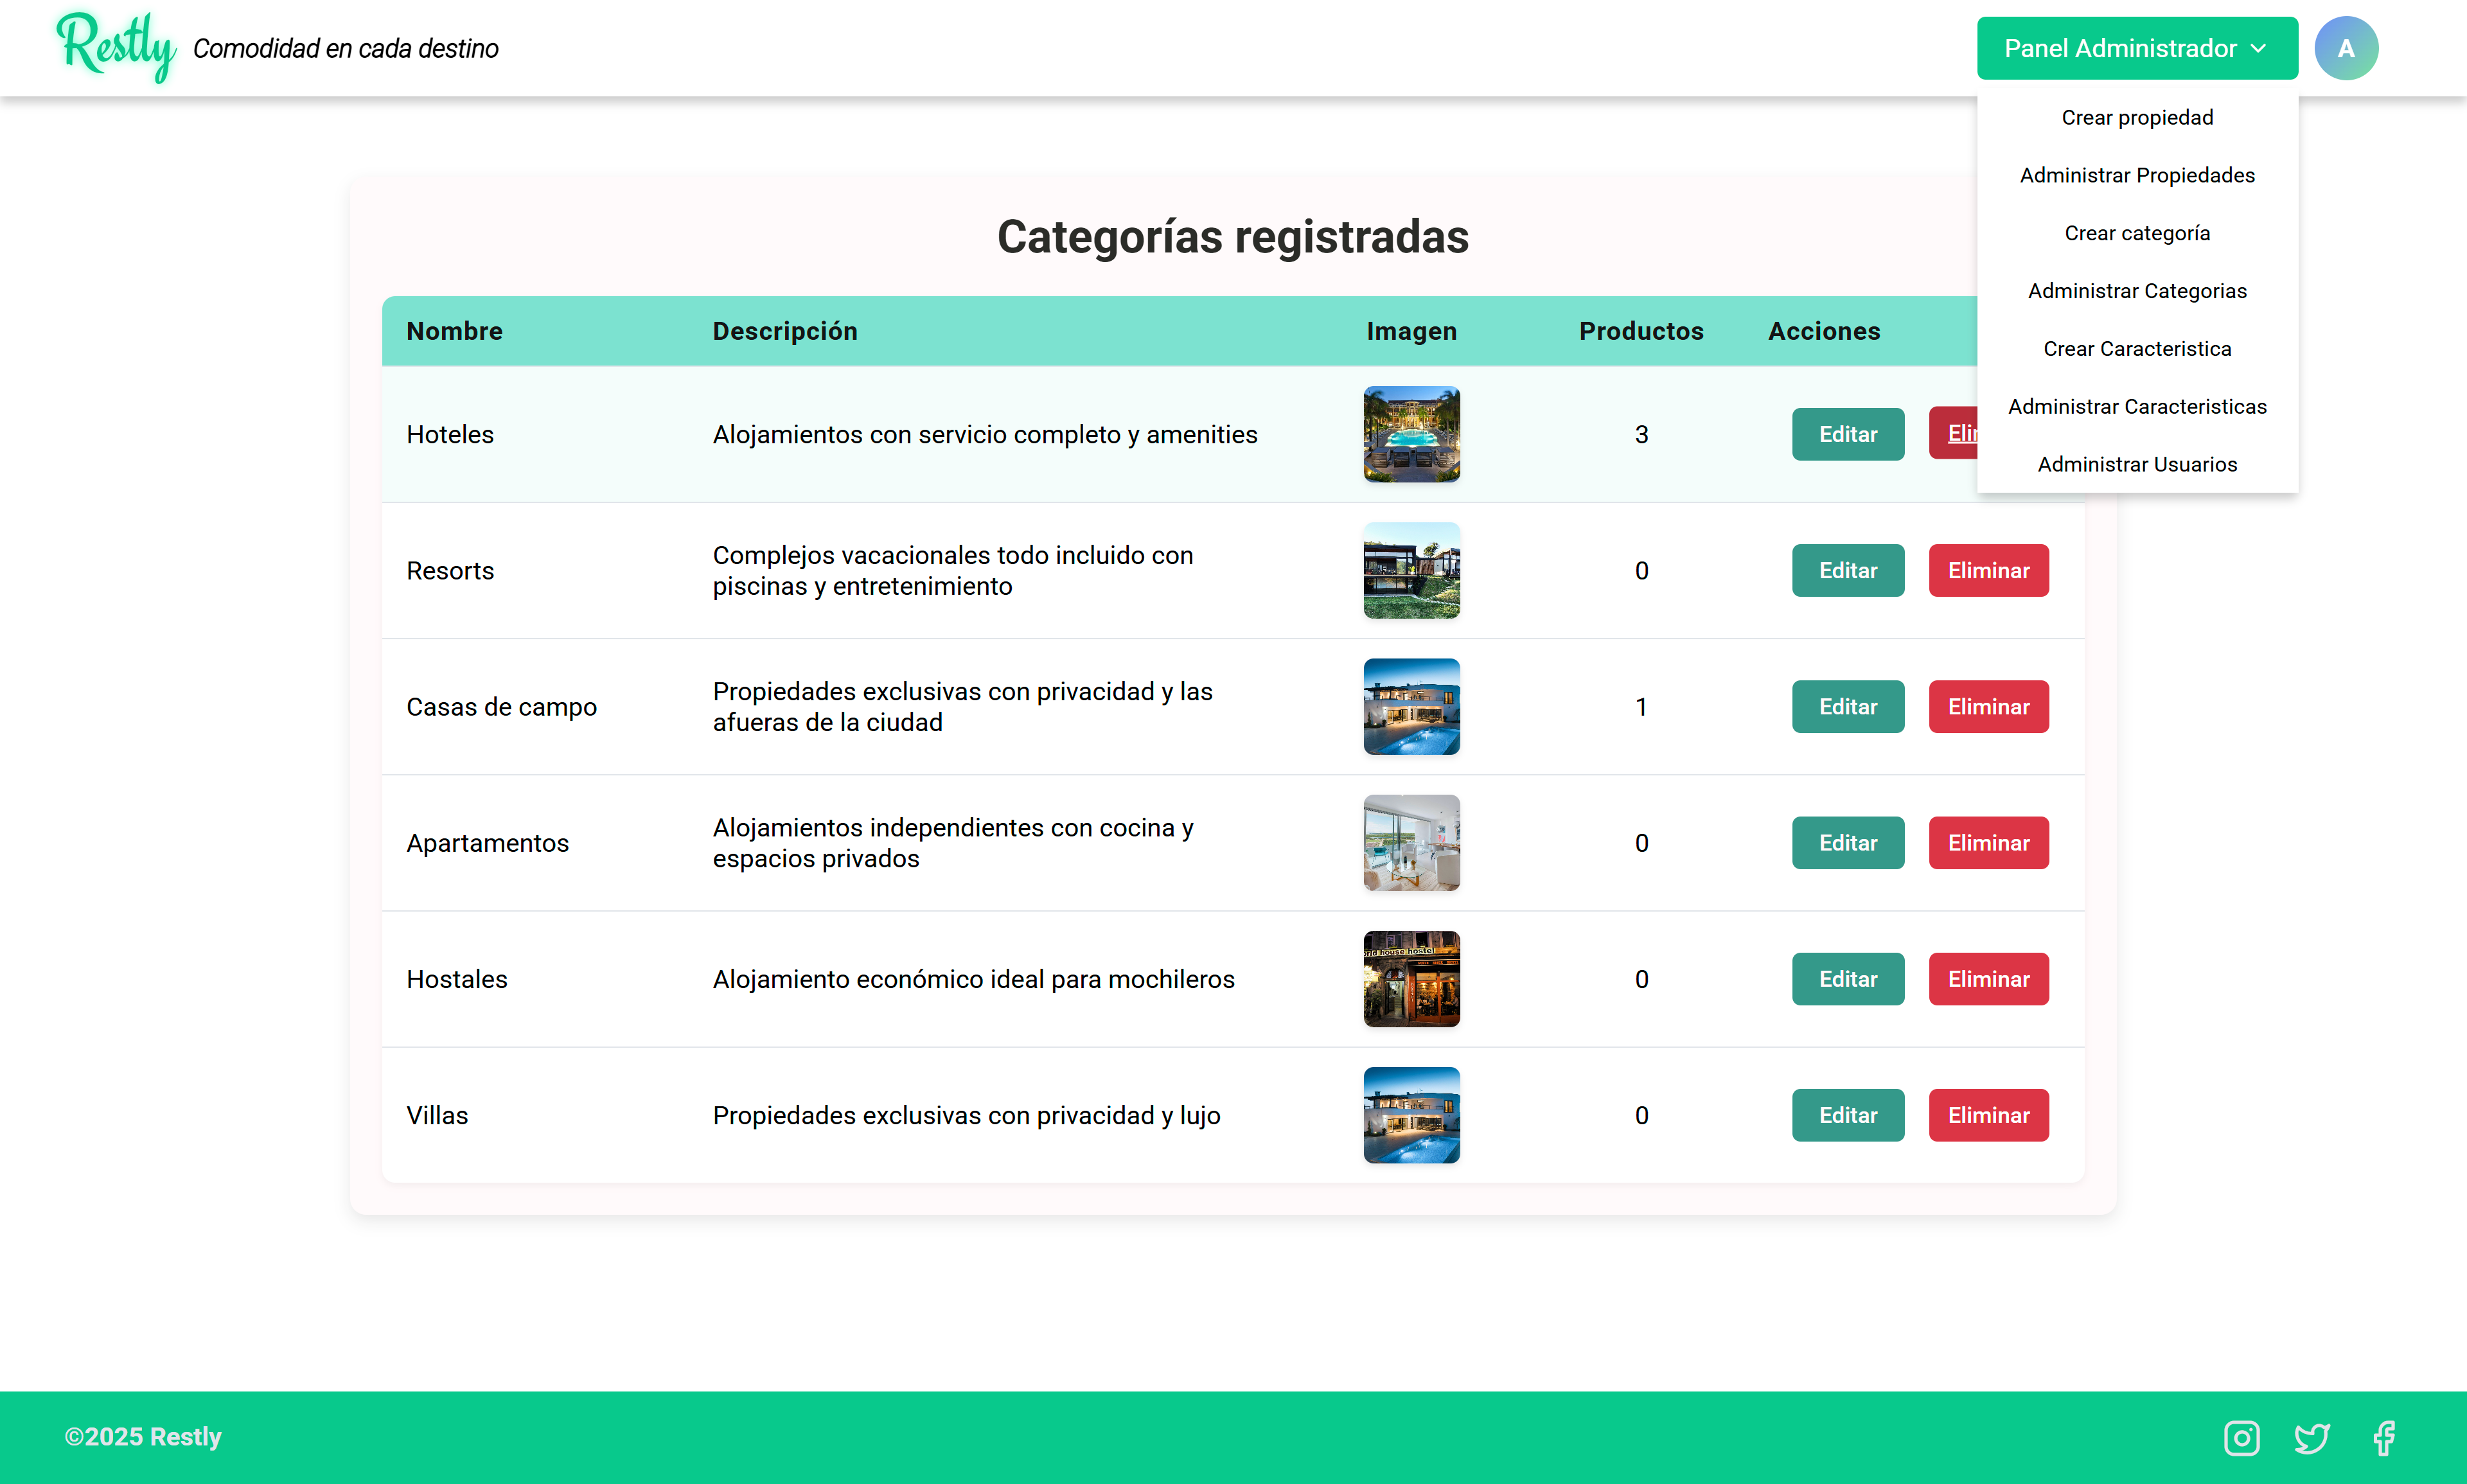 Restly
Comodidad en cada destino
Panel Administrador
A
Crear propiedad
Administrar Propiedades
Crear categoría
Administrar Categorias
Crear Caracteristica
Administrar Caracteristicas
Administrar Usuarios
Categorías registradas
Nombre Descripción Imagen Productos Acciones
Hoteles Alojamientos con servicio completo y amenities 3 Editar
Resorts Complejos vacacionales todo incluido con
piscinas y entretenimiento 0 Editar Eliminar
Casas de campo Propiedades exclusivas con privacidad y las
afueras de la ciudad 1 Editar Eliminar
Apartamentos Alojamientos independientes con cocina y
espacios privados 0 Editar Eliminar
house hostel
Hostales Alojamiento económico ideal para mochileros 0 Editar Eliminar
Villas Propiedades exclusivas con privacidad y lujo 0 Editar Eliminar
©2025 Restly